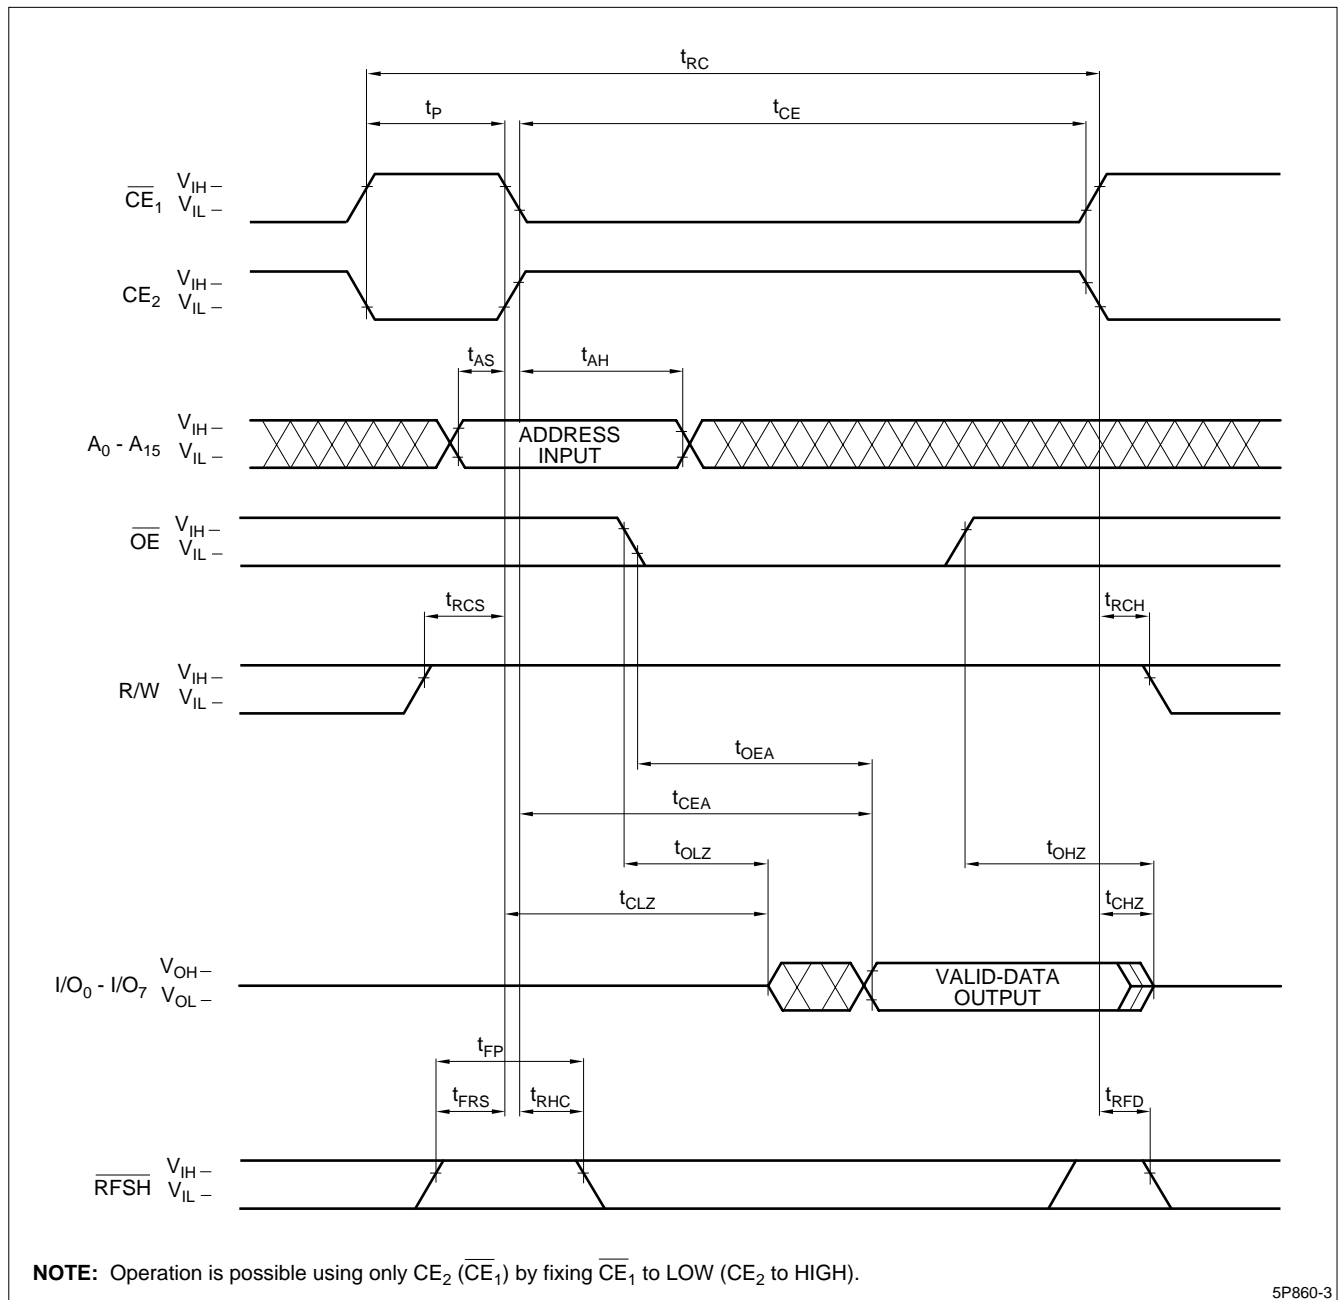 tRC
tP
tCE
CE1 VIH –
VIL –
CE2 VIH –
VIL –
tAS
tAH
A0 - A15 VIH –
VIL –
ADDRESS
INPUT
OE VIH –
VIL –
tRCS
tRCH
R/W VIH –
VIL –
tOEA
tCEA
tOLZ
tOHZ
tCLZ
tCHZ
I/O0 - I/O7 VOH –
VOL –
VALID-DATA
OUTPUT
tFP
tFRS
tRHC
tRFD
RFSH VIH –
VIL –
NOTE: Operation is possible using only CE2 (CE1) by fixing CE1 to LOW (CE2 to HIGH).
5P860-3